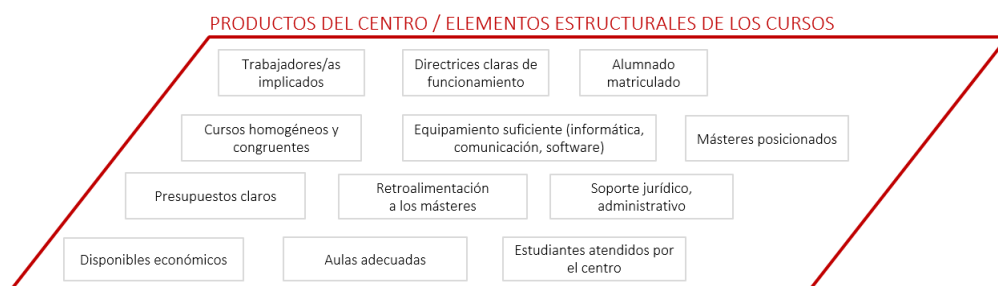 PRODUCTOS DEL CENTRO / ELEMENTOS ESTRUCTURALES DE LOS CURSOS
Trabajadores/as
implicados
Directrices claras de
funcionamiento
Alumnado
matriculado
Cursos homogéneos y
congruentes
Equipamiento suficiente (informática,
comunicación, software)
Másteres posicionados
Presupuestos claros
Retroalimentación
a los másteres
Soporte jurídico,
administrativo
Disponibles económicos
Aulas adecuadas
Estudiantes atendidos por
el centro